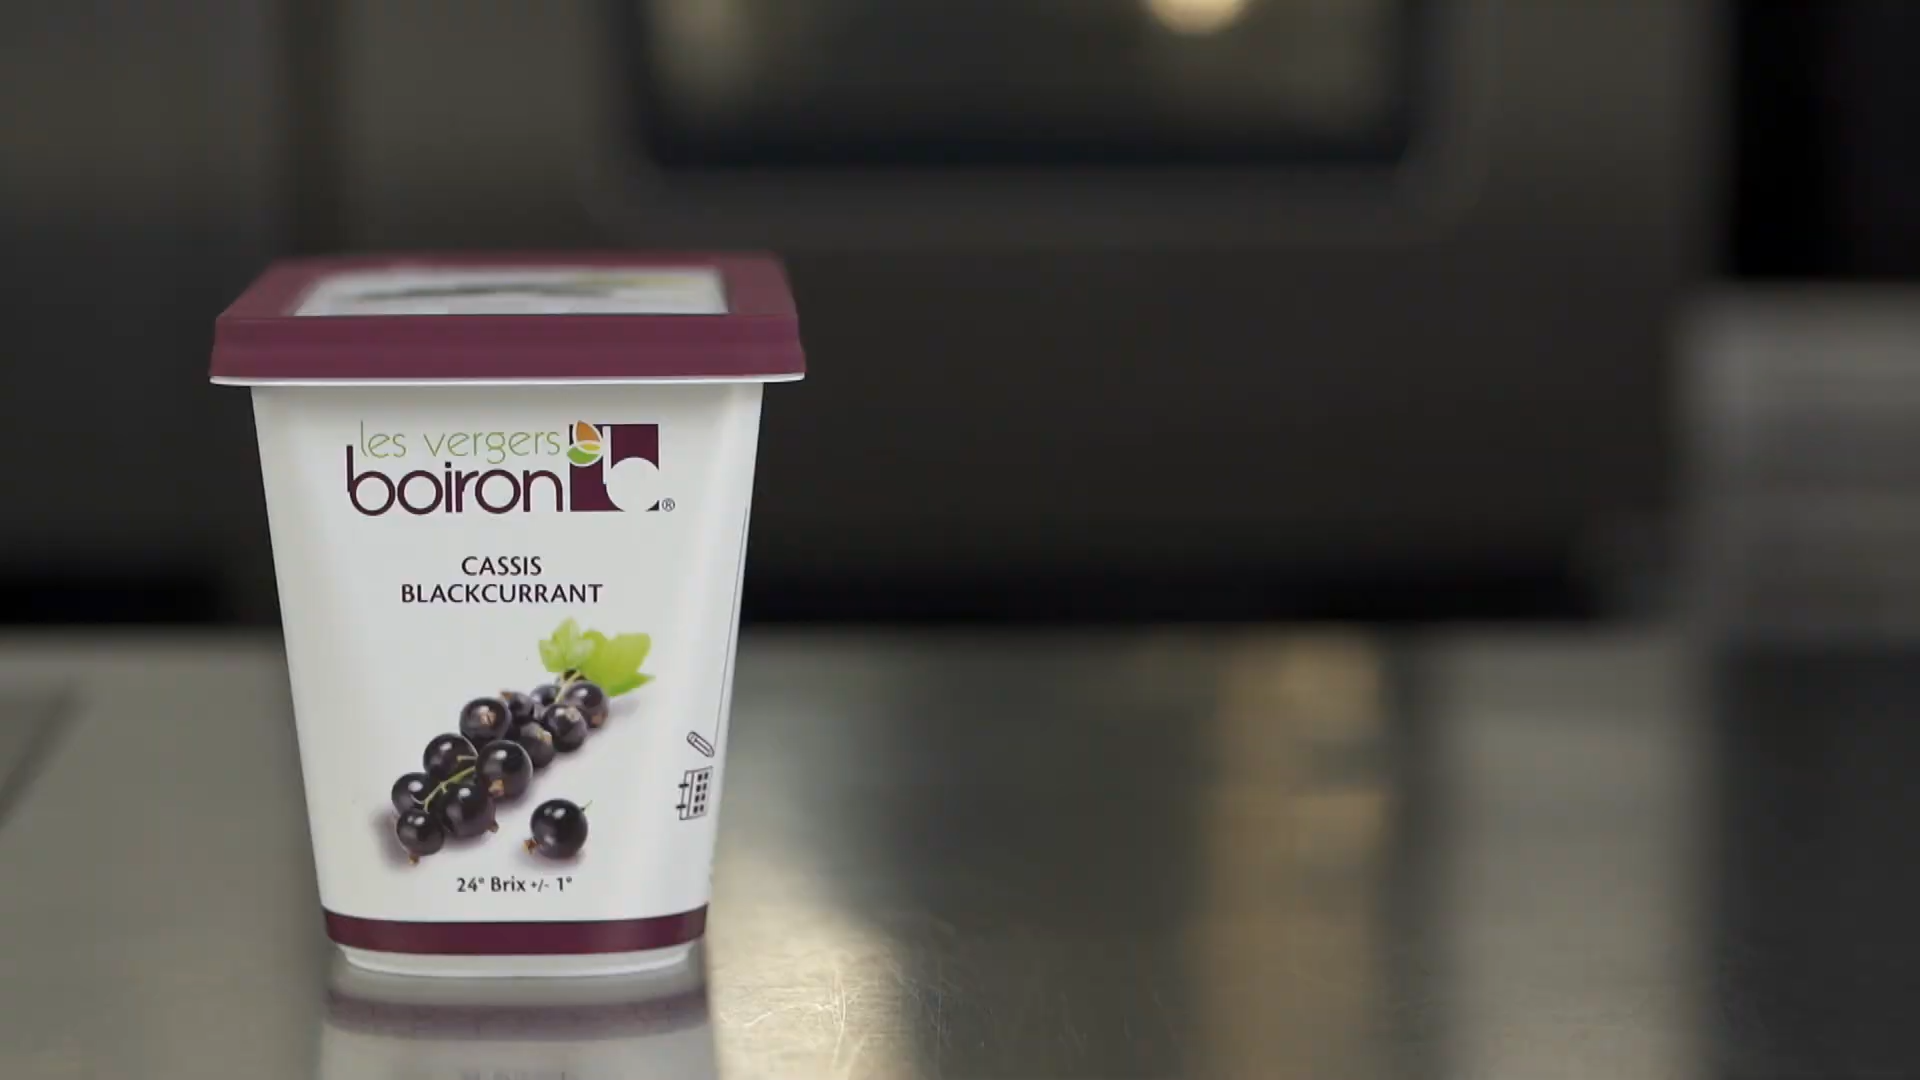 les vergers
boiron
®
CASSIS
BLACKCURRANT
24° Brix +/- 1°